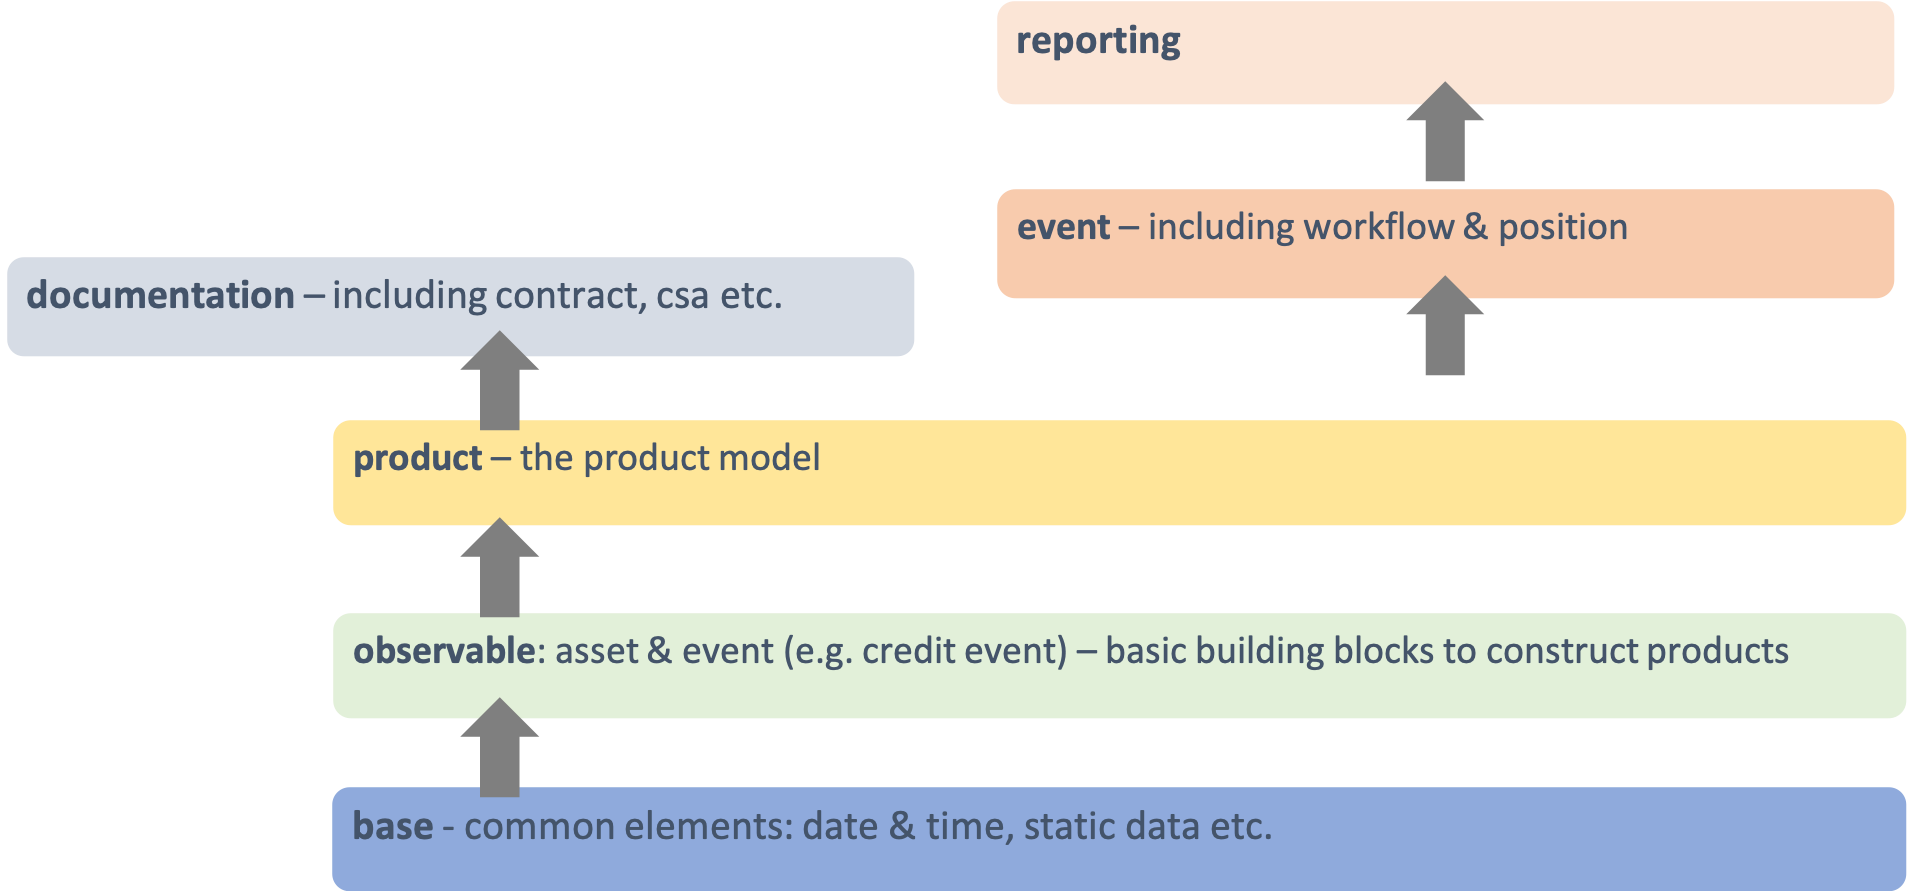 reporting
event – including workflow & position
documentation – including contract, csa etc.
product – the product model
observable: asset & event (e.g. credit event) – basic building blocks to construct products
base - common elements: date & time, static data etc.